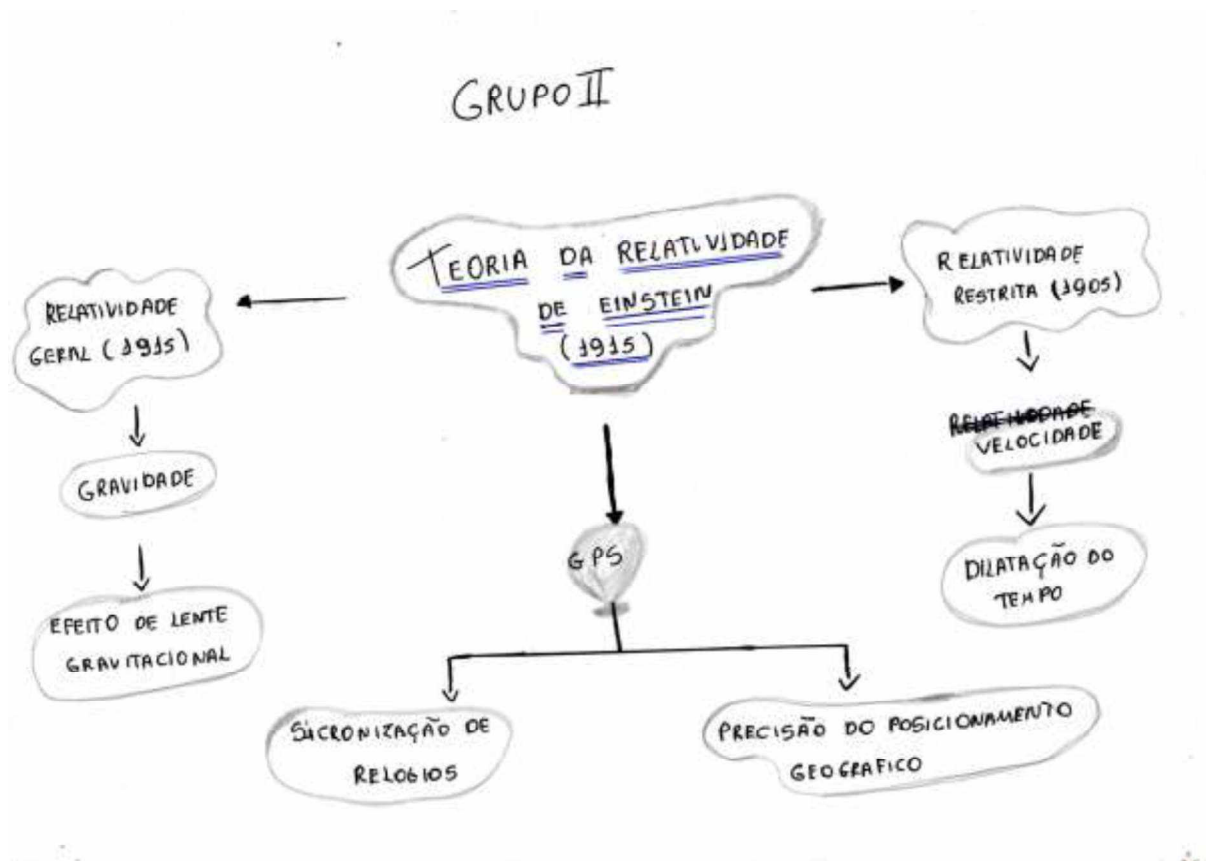 GRUPO II
TEORIA DA RELATIVIDADE
DE EINSTEIN
(1915)
RELATIVIDADE
GERAL (1915)
GRAVIDADE
EFEITO DE LENTE
GRAVITACIONAL
RELATIVIDADE
RESTRITA (1905)
VELOCIDADE
DILATAÇÃO DO
TEMPO
GPS
SICRONIZAÇÃO DE
RELOGIOS
PRECISÃO DO POSICIONAMENTO
GEOGRAFICO